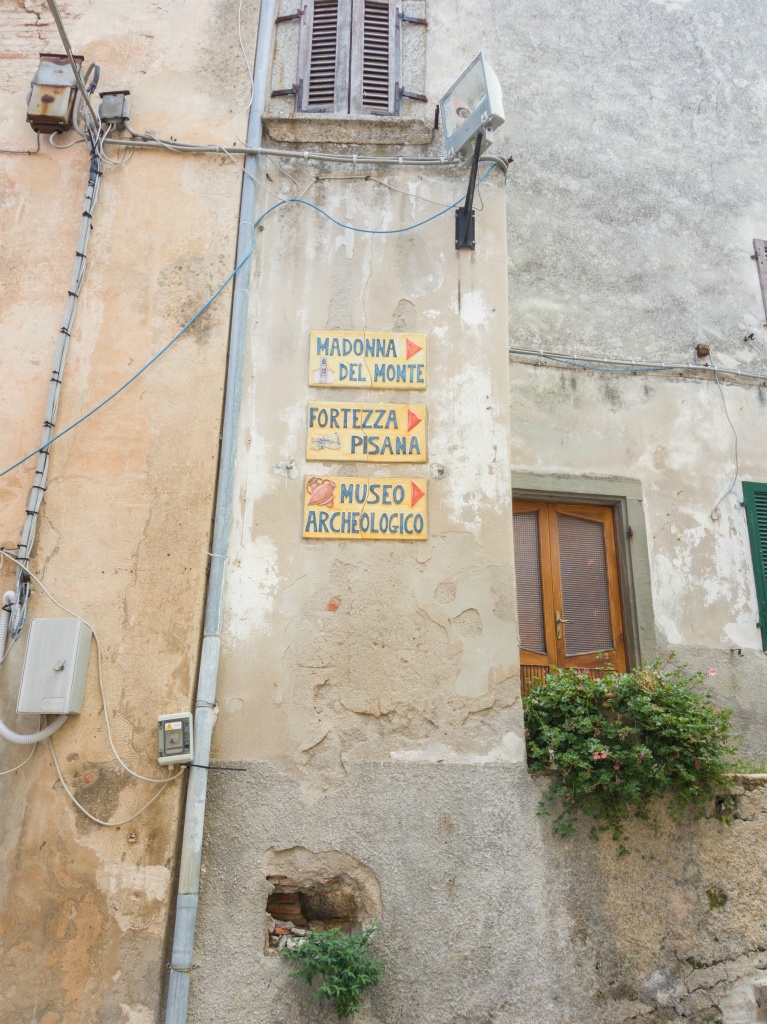 MADONNA
DEL MONTE
FORTEZZA
PISANA
MUSEO
ARCHEOLOGICO